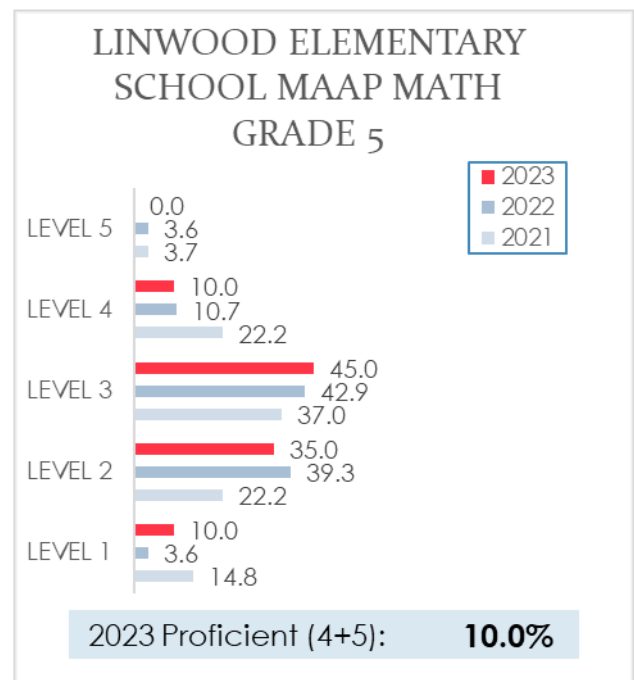 LINWOOD ELEMENTARY
SCHOOL MAAP MATH
GRADE 5
2023
2022
2021
LEVEL 5
0.0
3.6
3.7
LEVEL 4
10.0
10.7
22.2
LEVEL 3
45.0
42.9
37.0
LEVEL 2
35.0
39.3
22.2
LEVEL 1
10.0
3.6
14.8
2023 Proficient (4+5): 10.0%